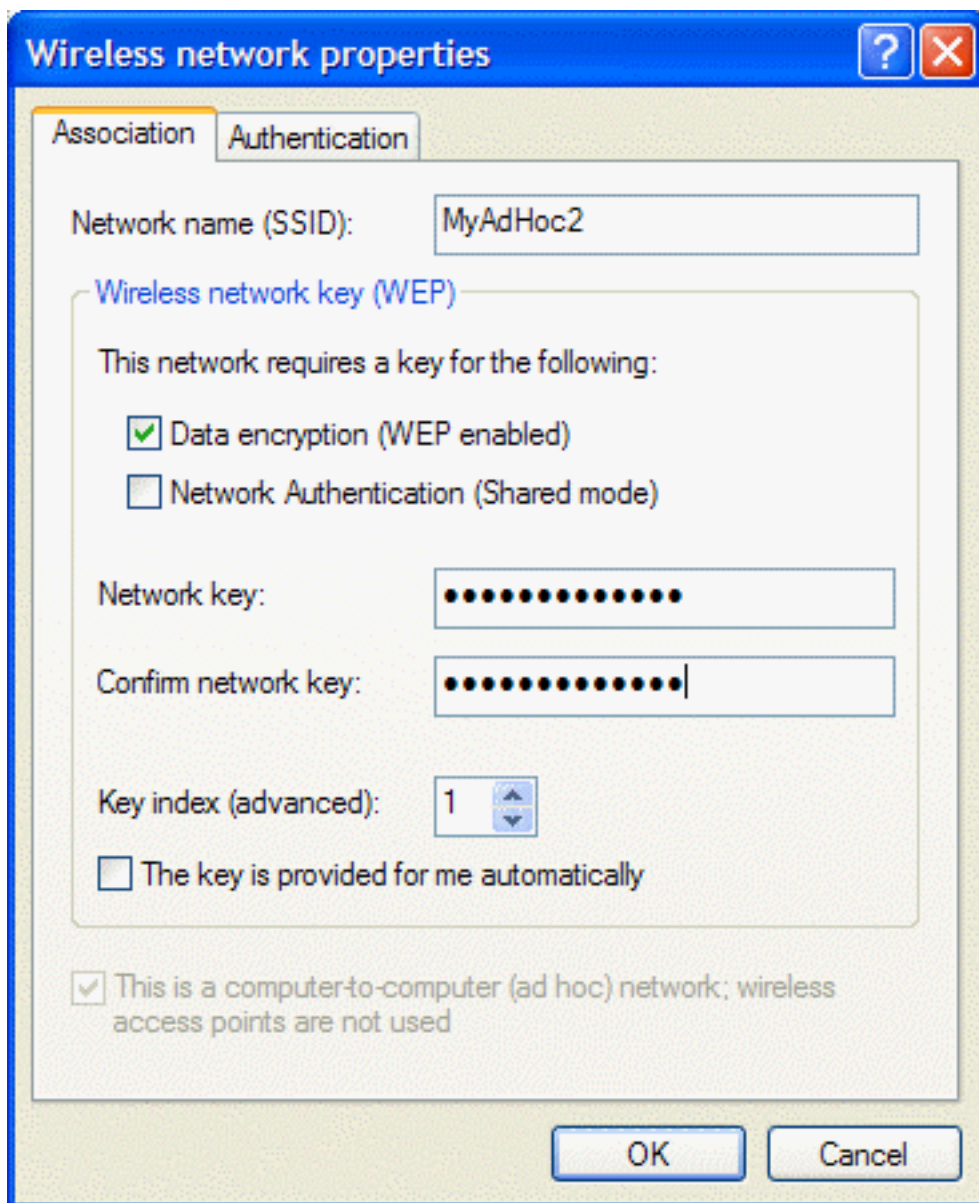 Wireless network properties
Association
Authentication
Network name (SSID):
MyAdHoc2
Wireless network key (WEP)
This network requires a key for the following:
Data encryption (WEP enabled)
Network Authentication (Shared mode)
Network key:
•••••••••••••
Confirm network key:
•••••••••••••
Key index (advanced):
1
The key is provided for me automatically
This is a computer-to-computer (ad hoc) network; wireless
access points are not used
OK
Cancel